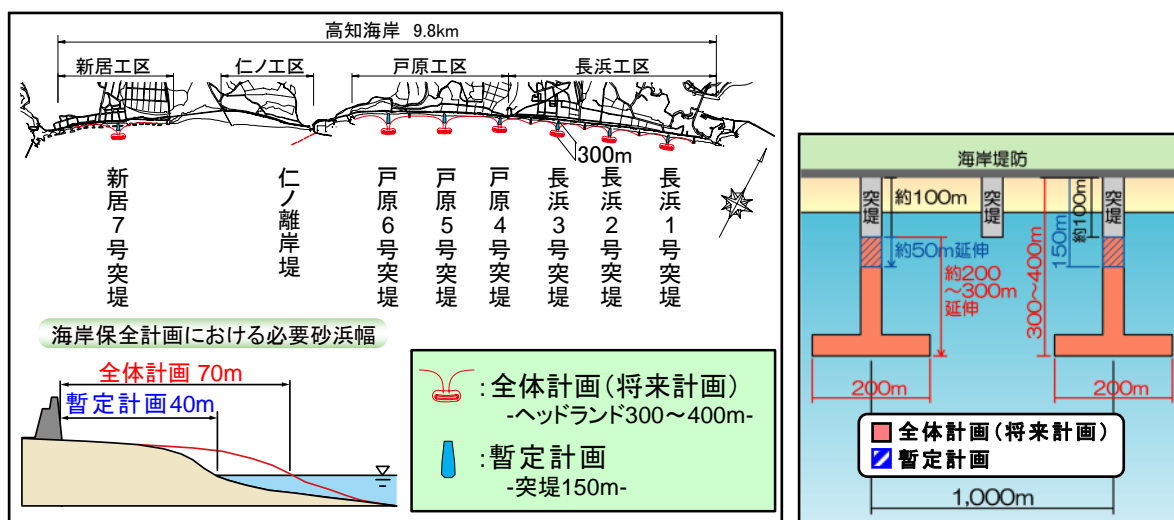 高知海岸 9.8km
新居工区
仁ノ工区
戸原工区
長浜工区
300m
新居7号突堤
仁ノ離岸堤
戸原6号突堤
戸原5号突堤
戸原4号突堤
長浜3号突堤
長浜2号突堤
長浜1号突堤
海岸保全計画における必要砂浜幅
全体計画 70m
暫定計画40m
:全体計画(将来計画)
-ヘッドランド300~400m-
:暫定計画
-突堤150m-
海岸堤防
突堤
約100m
突堤
突堤
約100m
150m
300~400m
約50m延伸
約200
~300m
延伸
200m
200m
全体計画(将来計画)
暫定計画
1,000m